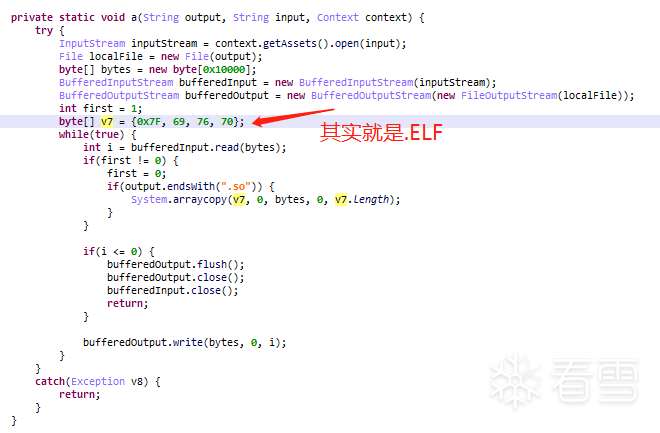 private static void a(String output, String input, Context context) {
try {
InputStream inputStream = context.getAssets().open(input);
File localFile = new File(output);
byte[] bytes = new byte[0x10000];
BufferedInputStream bufferedInput = new BufferedInputStream(inputStream);
BufferedOutputStream bufferedOutput = new BufferedOutputStream(new FileOutputStream(localFile));
int first = 1;
byte[] v7 = {0x7F, 69, 76, 70};
其实就是.ELF
while(true) {
int i = bufferedInput.read(bytes);
if(first != 0) {
first = 0;
if(output.endsWith(".so")) {
System.arraycopy(v7, 0, bytes, 0, v7.length);
}
}
if(i <= 0) {
bufferedOutput.flush();
bufferedOutput.close();
bufferedInput.close();
return;
}
bufferedOutput.write(bytes, 0, i);
}
}
catch(Exception v8) {
return;
}
}
看雪